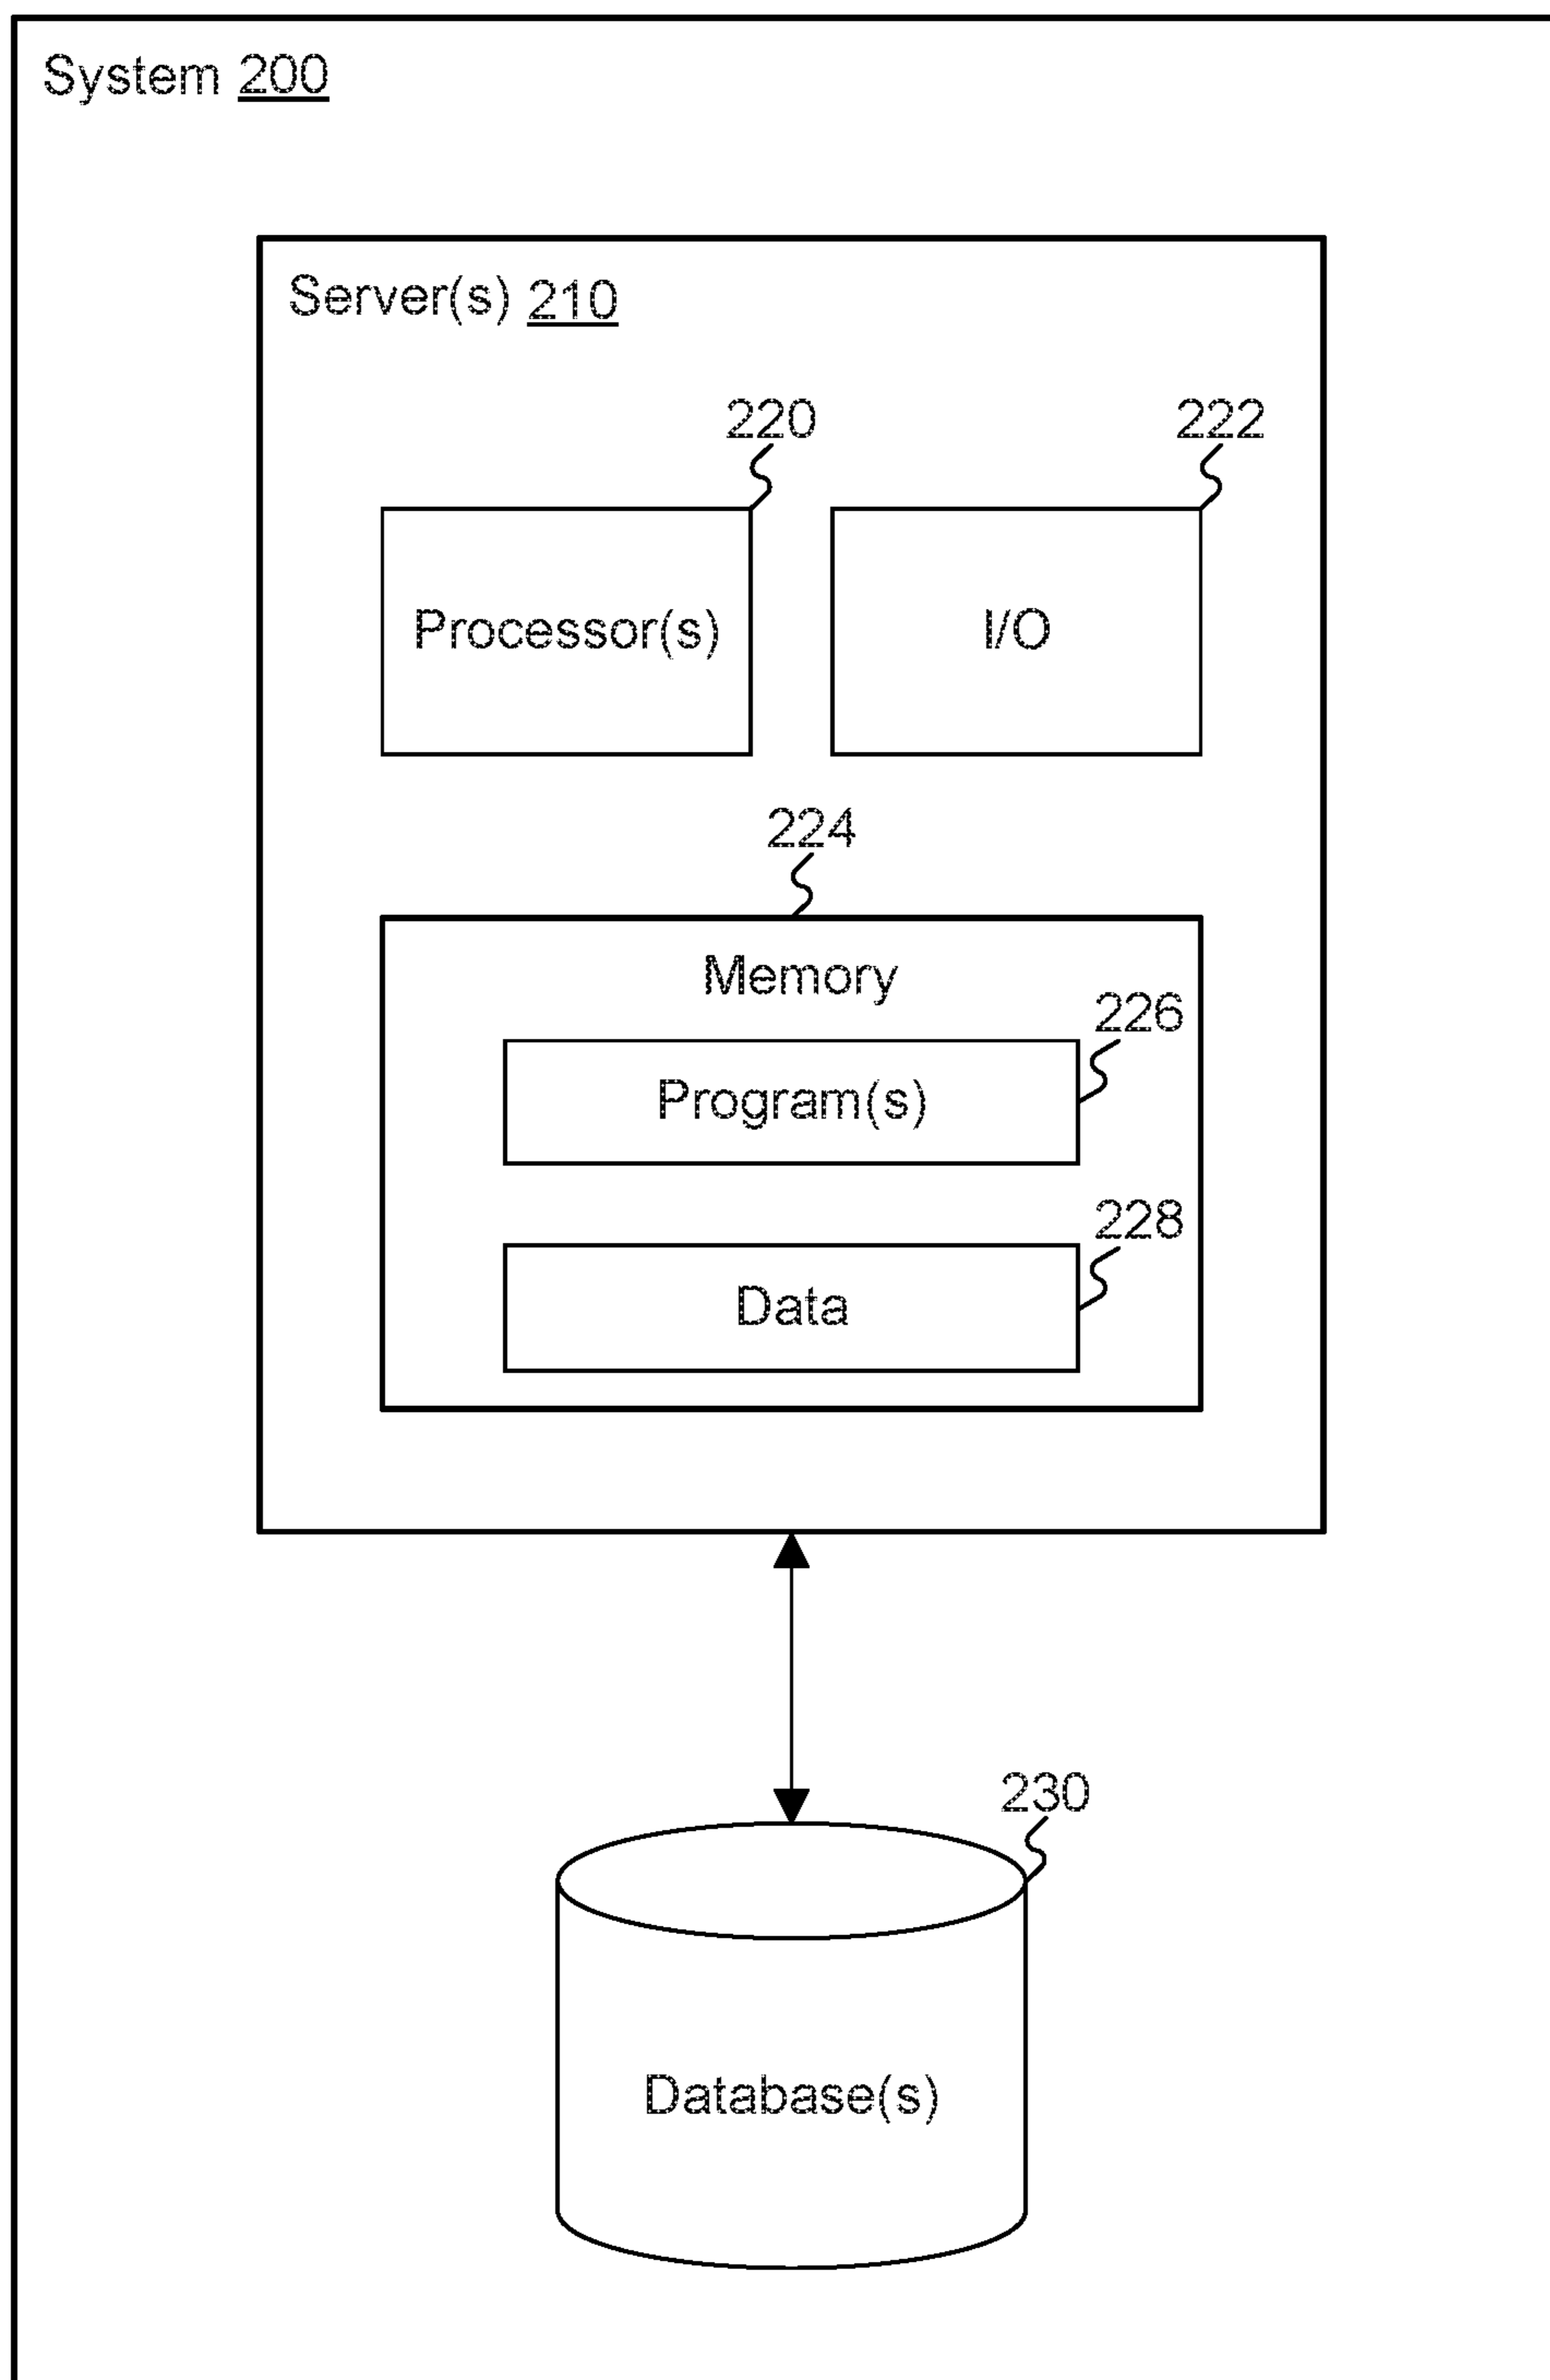 System 200
Server(s) 210
220
222
Processor(s)
I/O
224
Memory
226
Program(s)
228
Data
230
Database(s)